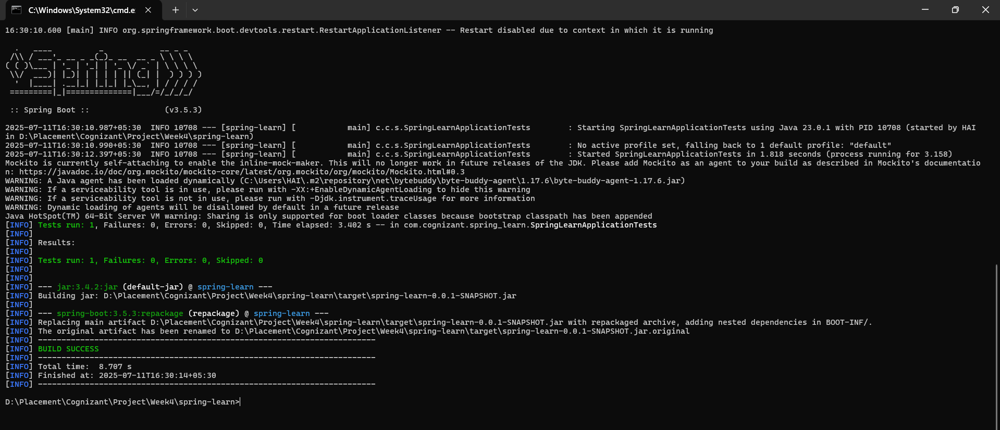 C:\Windows\System32\cmd.e
16:30:10.600 [main] INFO org.springframework.boot.devtools.restart.RestartApplicationListener -- Restart disabled due to context in which it is running
  .   ____          _            __ _ _
 /\\ / ___'_ __ _ _(_)_ __  __ _ \ \ \ \
( ( )\___ | '_ | '_| | '_ \/ _` | \ \ \ \
 \\/  ___)| |_)| | | | | || (_| |  ) ) ) )
  '  |____| .__|_| |_|_| |_\__, | / / / /
 =========|_|==============|___/=/_/_/_/
 :: Spring Boot ::                (v3.5.3)
2025-07-11T16:30:10.987+05:30  INFO 10708 --- [spring-learn] [           main] c.c.s.SpringLearnApplicationTests        : Starting SpringLearnApplicationTests using Java 23.0.1 with PID 10708 (started by HAI
in D:\Placement\Cognizant\Project\Week4\spring-learn)
2025-07-11T16:30:10.990+05:30  INFO 10708 --- [spring-learn] [           main] c.c.s.SpringLearnApplicationTests        : No active profile set, falling back to 1 default profile: "default"
2025-07-11T16:30:12.397+05:30  INFO 10708 --- [spring-learn] [           main] c.c.s.SpringLearnApplicationTests        : Started SpringLearnApplicationTests in 1.818 seconds (process running for 3.158)
Mockito is currently self-attaching to enable the inline-mock-maker. This will no longer work in future releases of the JDK. Please add Mockito as an agent to your build as described in Mockito's documentatio
n: https://javadoc.io/doc/org.mockito/mockito-core/latest/org.mockito/org/mockito/Mockito.html#0.3
WARNING: A Java agent has been loaded dynamically (C:\Users\HAI\.m2\repository\net\bytebuddy\byte-buddy-agent\1.17.6\byte-buddy-agent-1.17.6.jar)
WARNING: If a serviceability tool is in use, please run with -XX:+EnableDynamicAgentLoading to hide this warning
WARNING: If a serviceability tool is not in use, please run with -Djdk.instrument.traceUsage for more information
WARNING: Dynamic loading of agents will be disallowed by default in a future release
Java HotSpot(TM) 64-Bit Server VM warning: Sharing is only supported for boot loader classes because bootstrap classpath has been appended
[INFO] Tests run: 1, Failures: 0, Errors: 0, Skipped: 0, Time elapsed: 3.402 s -- in com.cognizant.spring_learn.SpringLearnApplicationTests
[INFO]
[INFO] Results:
[INFO]
[INFO] Tests run: 1, Failures: 0, Errors: 0, Skipped: 0
[INFO]
[INFO]
[INFO] --- jar:3.4.2:jar (default-jar) @ spring-learn ---
[INFO] Building jar: D:\Placement\Cognizant\Project\Week4\spring-learn\target\spring-learn-0.0.1-SNAPSHOT.jar
[INFO]
[INFO] --- spring-boot:3.5.3:repackage (repackage) @ spring-learn ---
[INFO] Replacing main artifact D:\Placement\Cognizant\Project\Week4\spring-learn\target\spring-learn-0.0.1-SNAPSHOT.jar with repackaged archive, adding nested dependencies in BOOT-INF/.
[INFO] The original artifact has been renamed to D:\Placement\Cognizant\Project\Week4\spring-learn\target\spring-learn-0.0.1-SNAPSHOT.jar.original
[INFO] ------------------------------------------------------------------------
[INFO] BUILD SUCCESS
[INFO] ------------------------------------------------------------------------
[INFO] Total time:  8.707 s
[INFO] Finished at: 2025-07-11T16:30:14+05:30
[INFO] ------------------------------------------------------------------------
D:\Placement\Cognizant\Project\Week4\spring-learn>